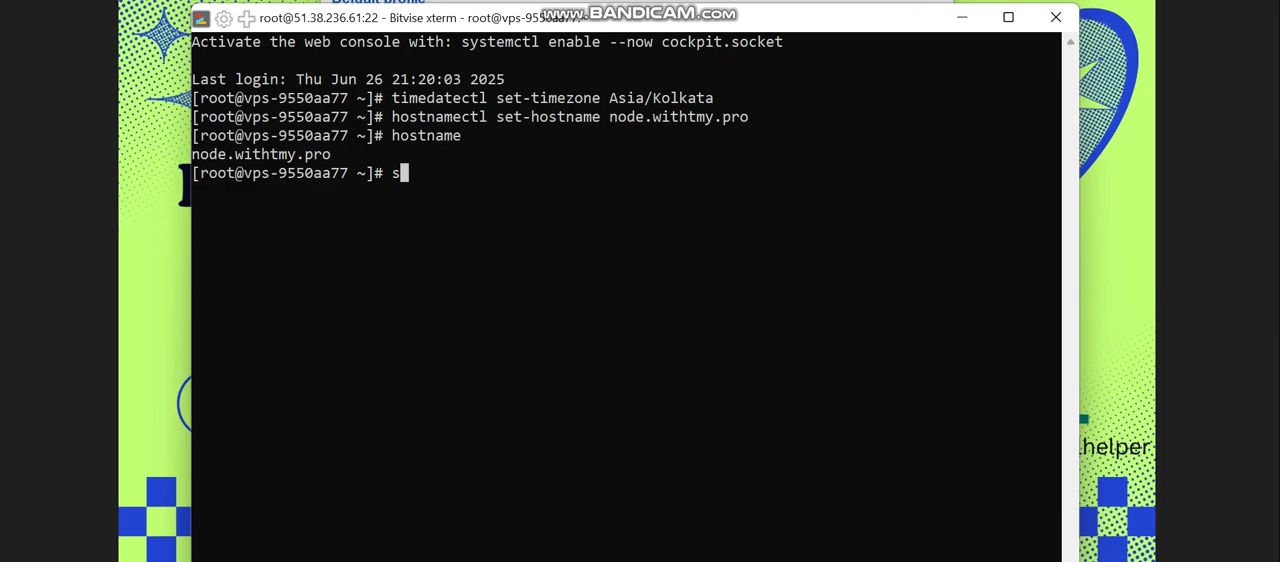 Default profile
root@51.38.236.61:22 - Bitvise xterm - root@vps-9550aa77:~
www.BANDICAM.com
Activate the web console with: systemctl enable --now cockpit.socket
Last login: Thu Jun 26 21:20:03 2025
[root@vps-9550aa77 ~]# timedatectl set-timezone Asia/Kolkata
[root@vps-9550aa77 ~]# hostnamectl set-hostname node.withtmy.pro
[root@vps-9550aa77 ~]# hostname
node.withtmy.pro
[root@vps-9550aa77 ~]# s
helper